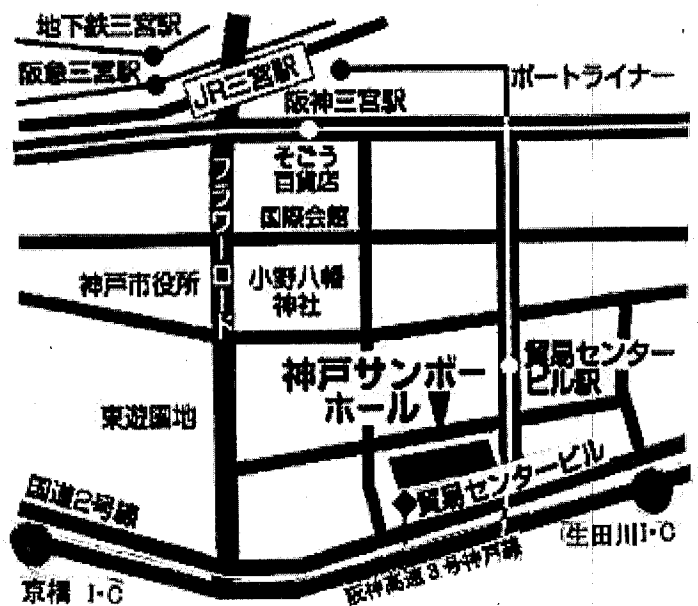 地下鉄三宮駅
阪急三宮駅
JR三宮駅
ポートライナー
阪神三宮駅
そごう
百貨店
国際会館
フラワーロード
神戸市役所
小野八幡
神社
神戸サンボー
ホール
貿易センター
ビル駅
東遊園地
国道2号線
貿易センタービル
生田川I・C
阪神高速3号神戸線
京橋 I・C